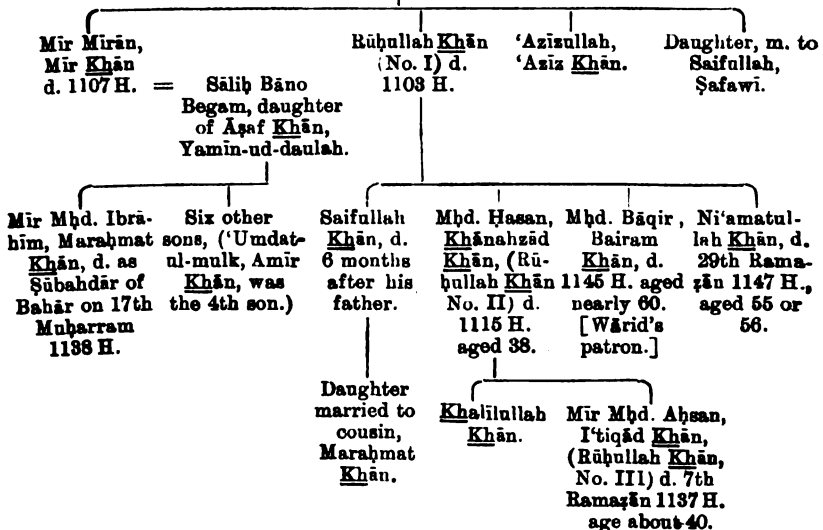 Mīr Mīrān,
Mīr Khān
d. 1107 H. =
Sāliḥ Bāno
Begam, daughter
of Āṣaf Khān,
Yamīn-ud-daulah.
Rūḥullah Khān
(No. I) d.
1103 H.
‘Azīzullah,
‘Azīz Khān.
Daughter, m. to
Saifullah,
Ṣafawī.
Mīr Mḥd. Ibrā-
hīm, Maraḥmat
Khān, d. as
Ṣūbahdār of
Bahār on 17th
Muḥarram
1138 H.
Six other
sons, (‘Umdat-
ul-mulk, Amīr
Khān, was
the 4th son.)
Saifullah
Khān, d.
6 months
after his
father.
Mḥd. Ḥasan,
Khānahzād
Khān, (Rū-
ḥullah Khān
No. II) d.
1115 H.
aged 38.
Mḥd. Bāqir,
Bairam
Khān, d.
1145 H. aged
nearly 60.
[Wārid's
patron.]
Ni‘amatul-
lah Khān, d.
29th Rama-
ẓān 1147 H.,
aged 55 or
56.
Daughter
married to
cousin,
Maraḥmat
Khān.
Khalīlullah
Khān.
Mīr Mḥd. Aḥsan,
I‘tiqād Khān,
(Rūḥullah Khān,
No. III) d. 7th
Ramaẓān 1137 H.
age about 40.